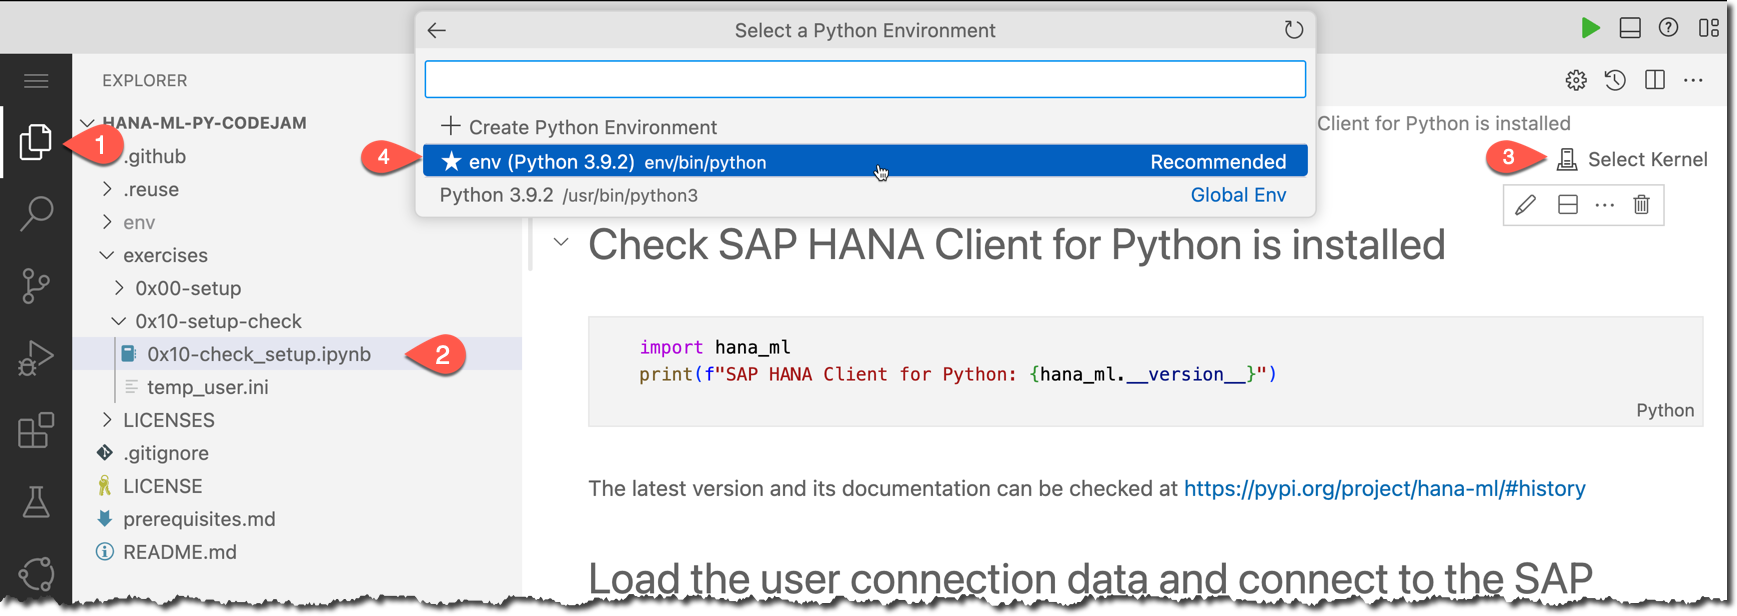 Select a Python Environment
EXPLORER
HANA-ML-PY-CODEJAM
1
.github
.reuse
env
exercises
0x00-setup
0x10-setup-check
0x10-check_setup.ipynb
2
temp_user.ini
LICENSES
.gitignore
LICENSE
prerequisites.md
README.md
Create Python Environment
4
env (Python 3.9.2) env/bin/python Recommended
Python 3.9.2 /usr/bin/python3 Global Env
Client for Python is installed
3
Select Kernel
Check SAP HANA Client for Python is installed
import hana_ml
print(f"SAP HANA Client for Python: {hana_ml.__version__}")
Python
The latest version and its documentation can be checked at https://pypi.org/project/hana-ml/#history
Load the user connection data and connect to the SAP